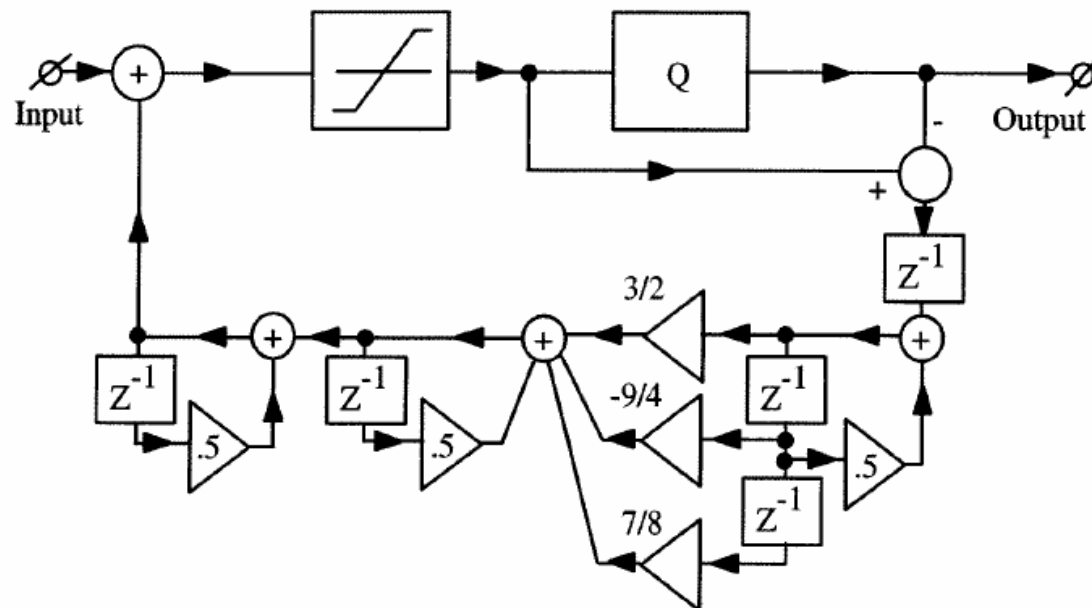 Q
Input
Output
+
-
+
Z-1
3/2
+
+
+
Z-1
Z-1
-9/4
Z-1
.5
.5
.5
7/8
Z-1